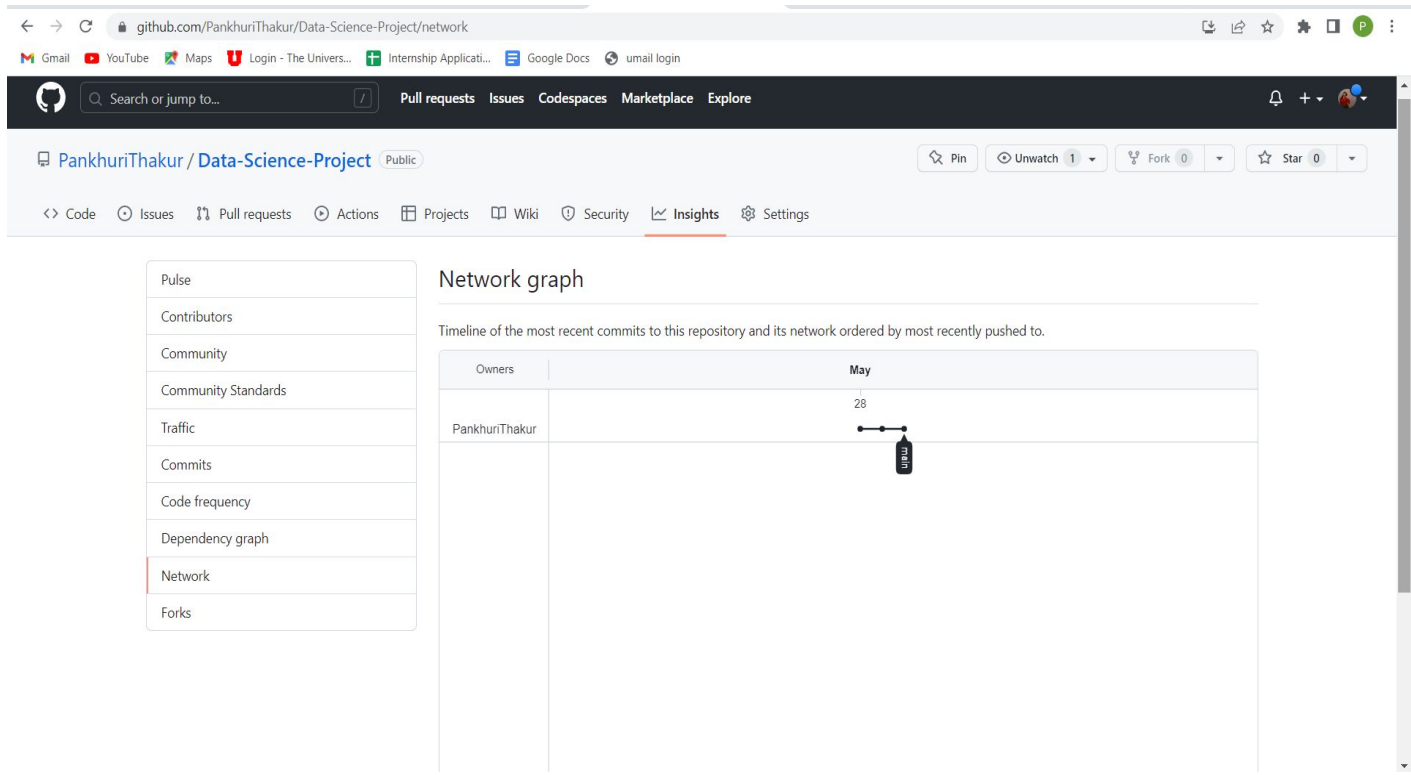 github.com/PankhuriThakur/Data-Science-Project/network
P
Gmail YouTube Maps Login - The Univers... Internship Applicati... Google Docs umail login
Search or jump to... / Pull requests Issues Codespaces Marketplace Explore
PankhuriThakur / Data-Science-Project Public Pin Unwatch 1 Fork 0 Star 0
Code Issues Pull requests Actions Projects Wiki Security Insights Settings
Pulse
Contributors
Community
Community Standards
Traffic
Commits
Code frequency
Dependency graph
Network
Forks
Network graph
Timeline of the most recent commits to this repository and its network ordered by most recently pushed to.
Owners May
28
PankhuriThakur
main